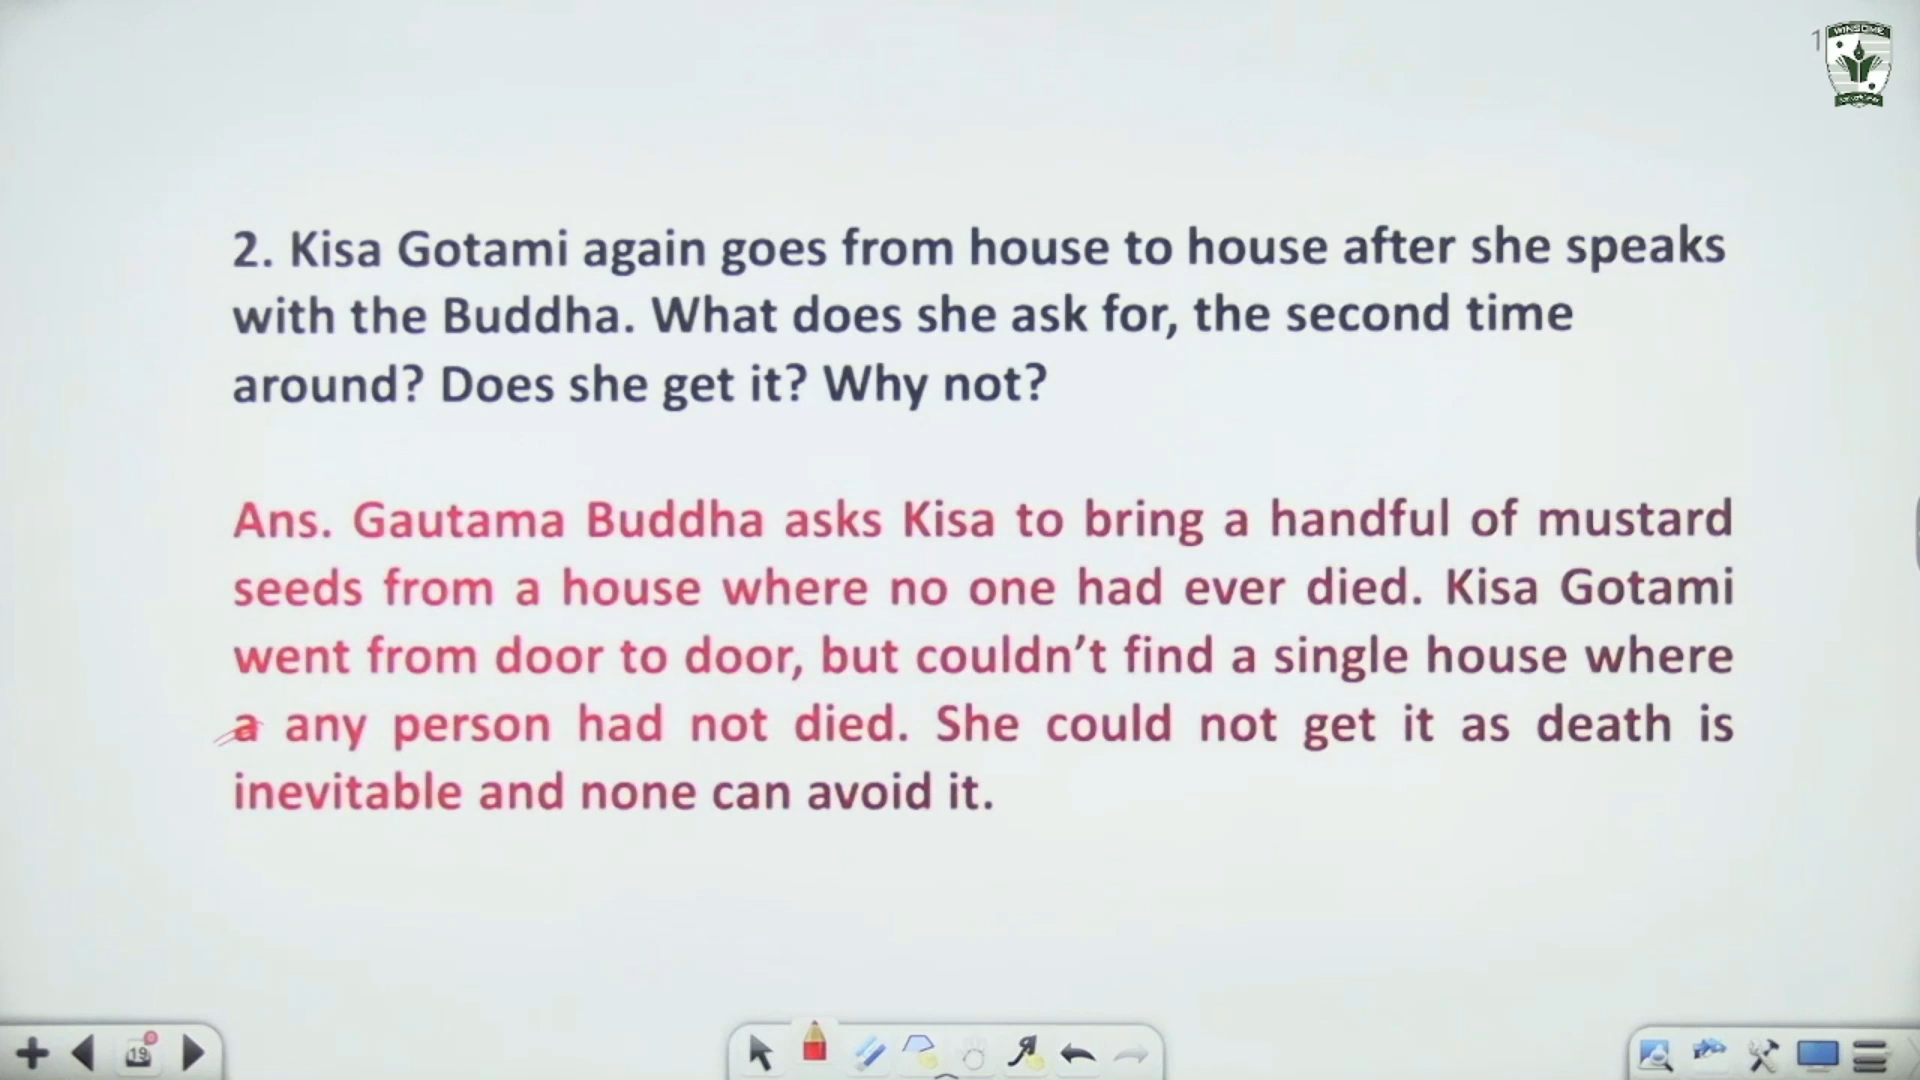 1
WINSOME
2. Kisa Gotami again goes from house to house after she speaks
with the Buddha. What does she ask for, the second time
around? Does she get it? Why not?
Ans. Gautama Buddha asks Kisa to bring a handful of mustard
seeds from a house where no one had ever died. Kisa Gotami
went from door to door, but couldn’t find a single house where
a any person had not died. She could not get it as death is
inevitable and none can avoid it.
19